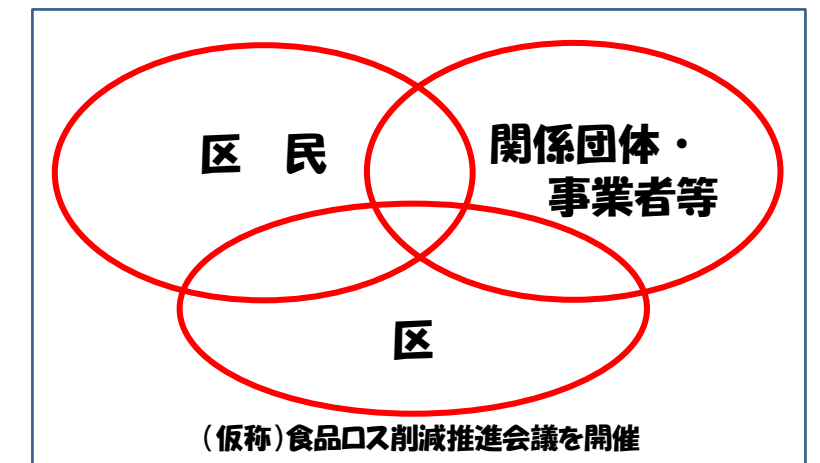 区　民
関係団体・
事業者等
区
(仮称)食品ロス削減推進会議を開催